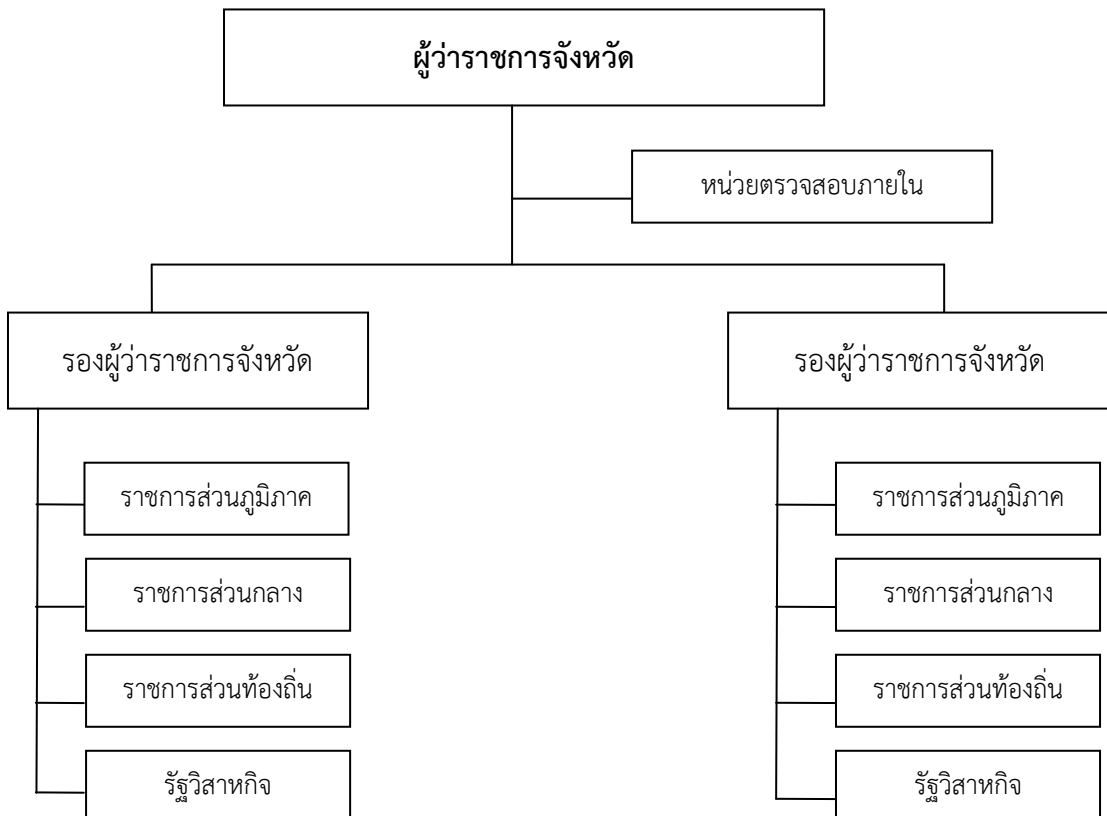 ผู้ว่าราชการจังหวัด
หน่วยตรวจสอบภายใน
รองผู้ว่าราชการจังหวัด
รองผู้ว่าราชการจังหวัด
ราชการส่วนภูมิภาค
ราชการส่วนภูมิภาค
ราชการส่วนกลาง
ราชการส่วนกลาง
ราชการส่วนท้องถิ่น
ราชการส่วนท้องถิ่น
รัฐวิสาหกิจ
รัฐวิสาหกิจ